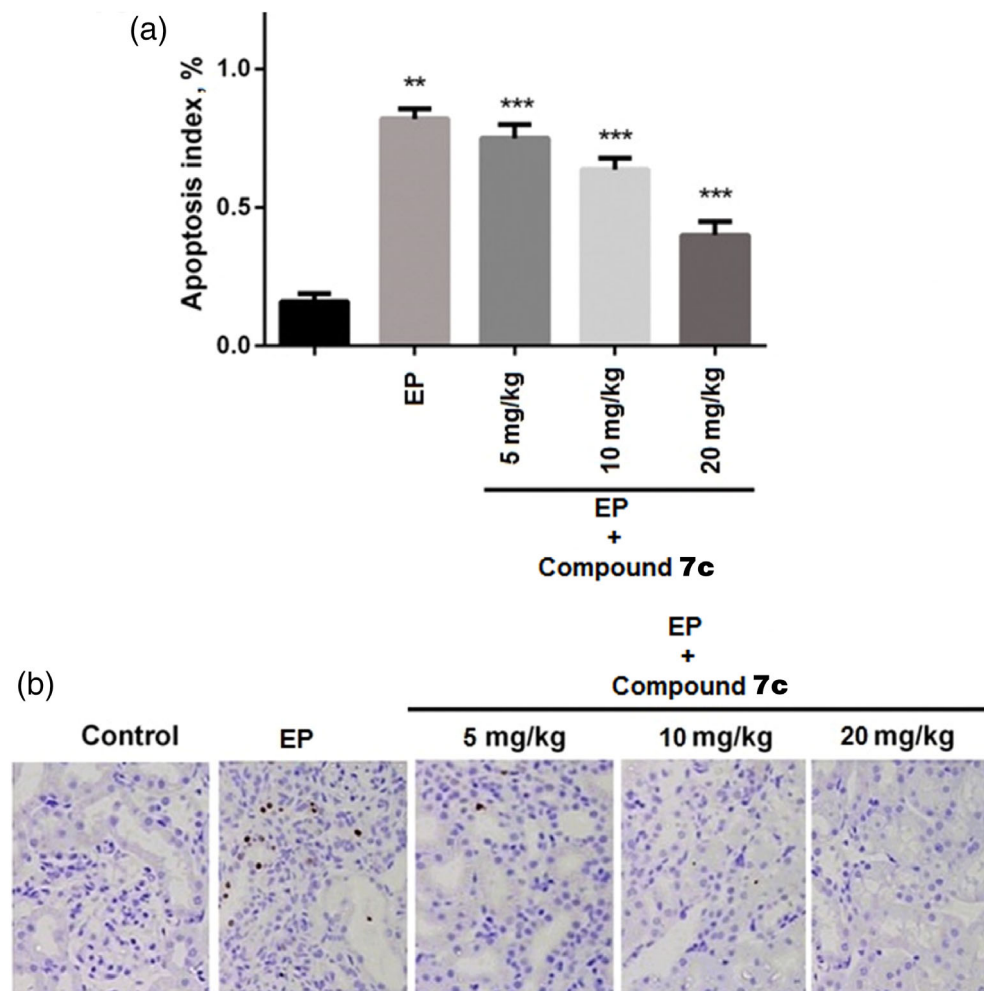 (a)
Apoptosis index, %
1.0
0.5
0.0
**
***
***
***
EP
5 mg/kg
10 mg/kg
20 mg/kg
EP
+
Compound 7c
(b)
EP
+
Compound 7c
Control
EP
5 mg/kg
10 mg/kg
20 mg/kg